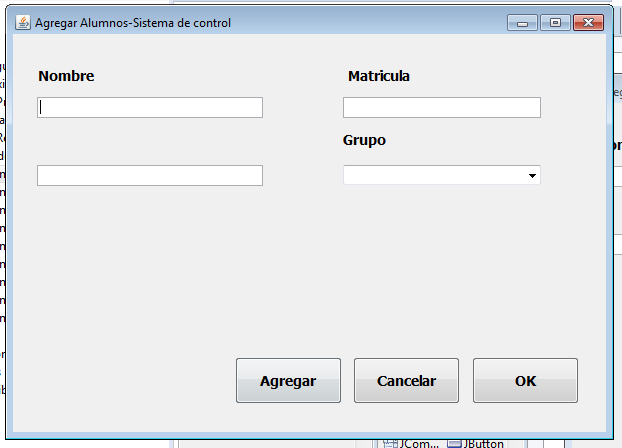 Agregar Alumnos-Sistema de control
Nombre
Matricula
Grupo
Agregar
Cancelar
OK
JCom...
JButton